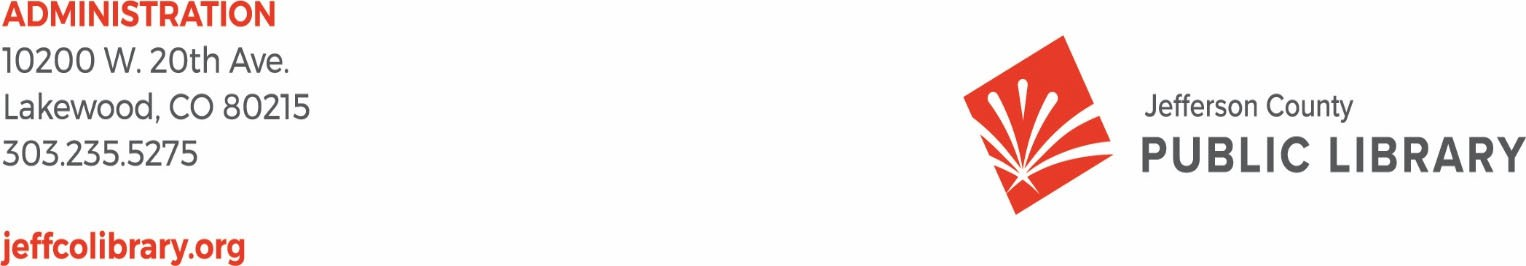 ADMINISTRATION
10200 W. 20th Ave.
Lakewood, CO 80215
303.235.5275
jeffcolibrary.org
Jefferson County
PUBLIC LIBRARY